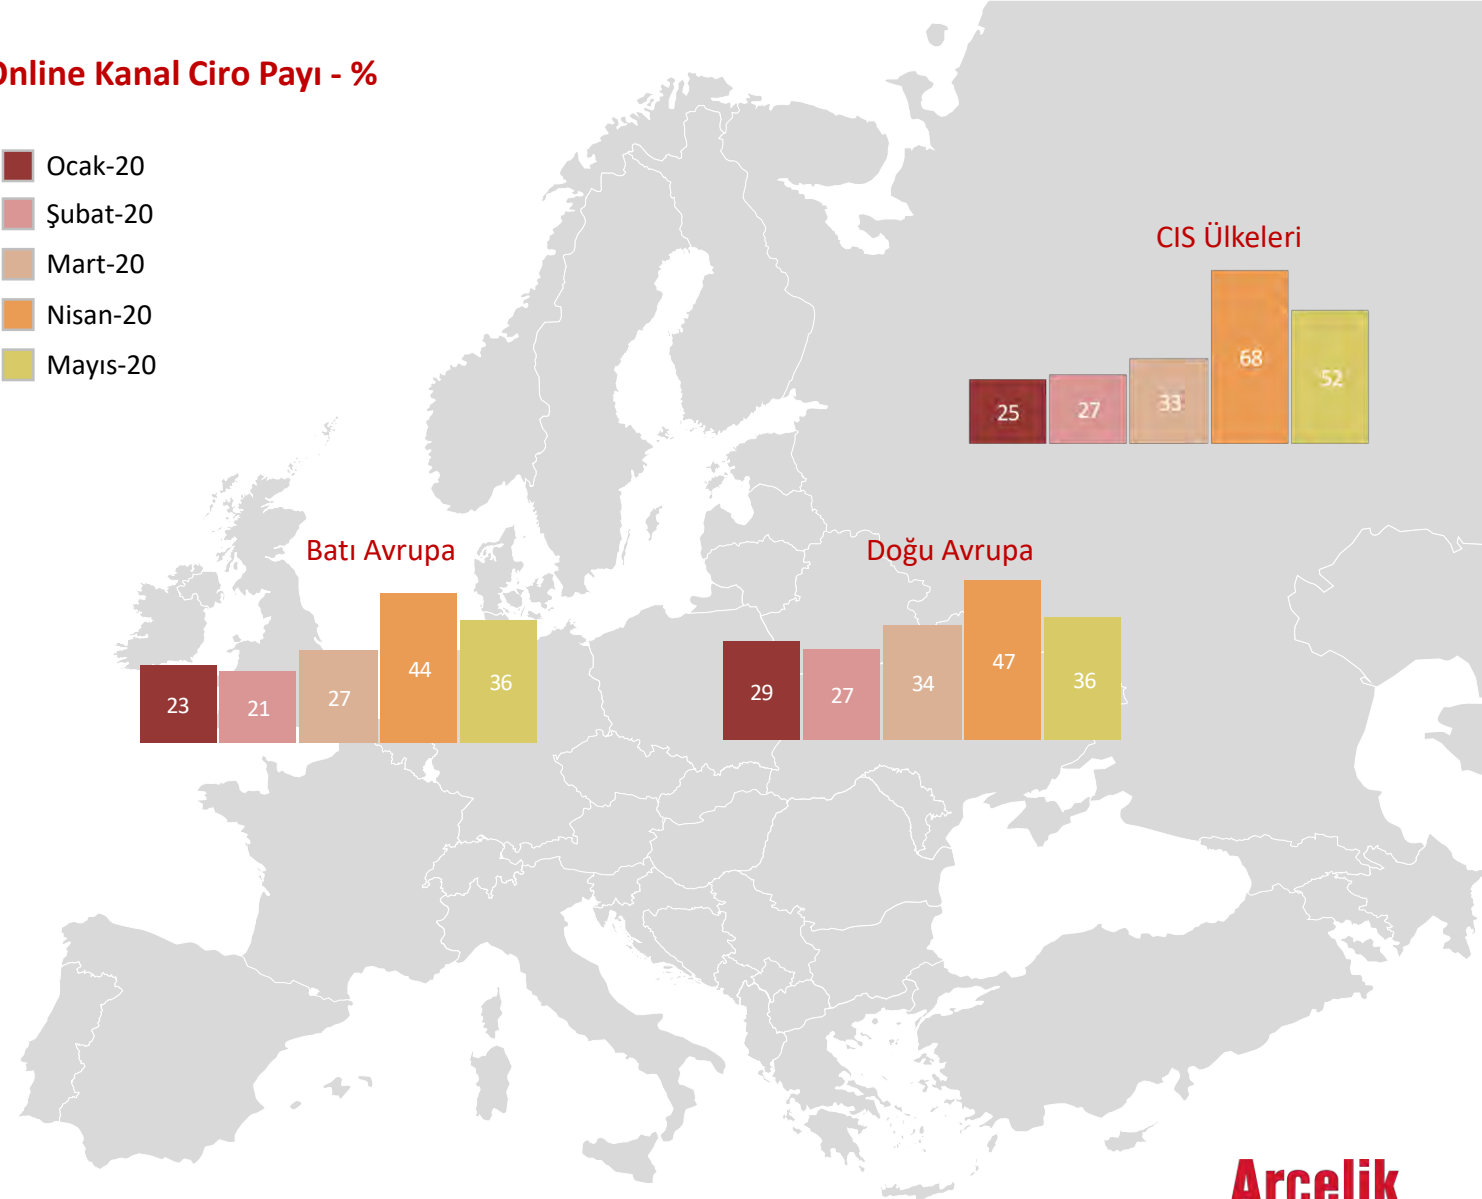 Online Kanal Ciro Payı - %
Ocak-20
Şubat-20
Mart-20
Nisan-20
Mayıs-20
CIS Ülkeleri
25 27 33 68 52
Batı Avrupa
23 21 27 44 36
Doğu Avrupa
29 27 34 47 36
Arçelik